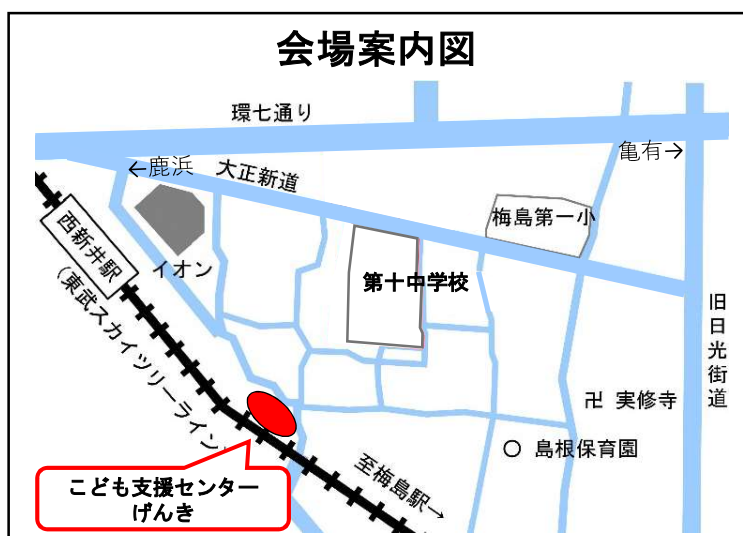 会場案内図
環七通り
←鹿浜
大正新道
亀有→
梅島第一小
西新井駅
イオン
第十中学校
(東武スカイツリーライン)
旧日光街道
卍 実修寺
島根保育園
至梅島駅→
こども支援センター
げんき